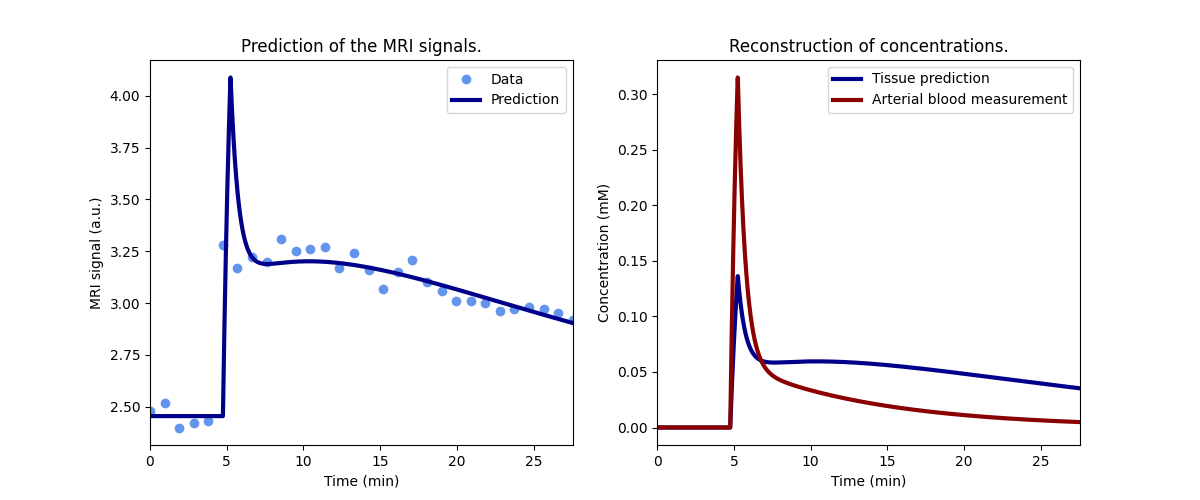 Prediction of the MRI signals.
MRI signal (a.u.)
4.00
3.75
3.50
3.25
3.00
2.75
2.50
Data
Prediction
0
5
10
15
20
25
Time (min)
Reconstruction of concentrations.
Concentration (mM)
0.30
0.25
0.20
0.15
0.10
0.05
0.00
Tissue prediction
Arterial blood measurement
0
5
10
15
20
25
Time (min)